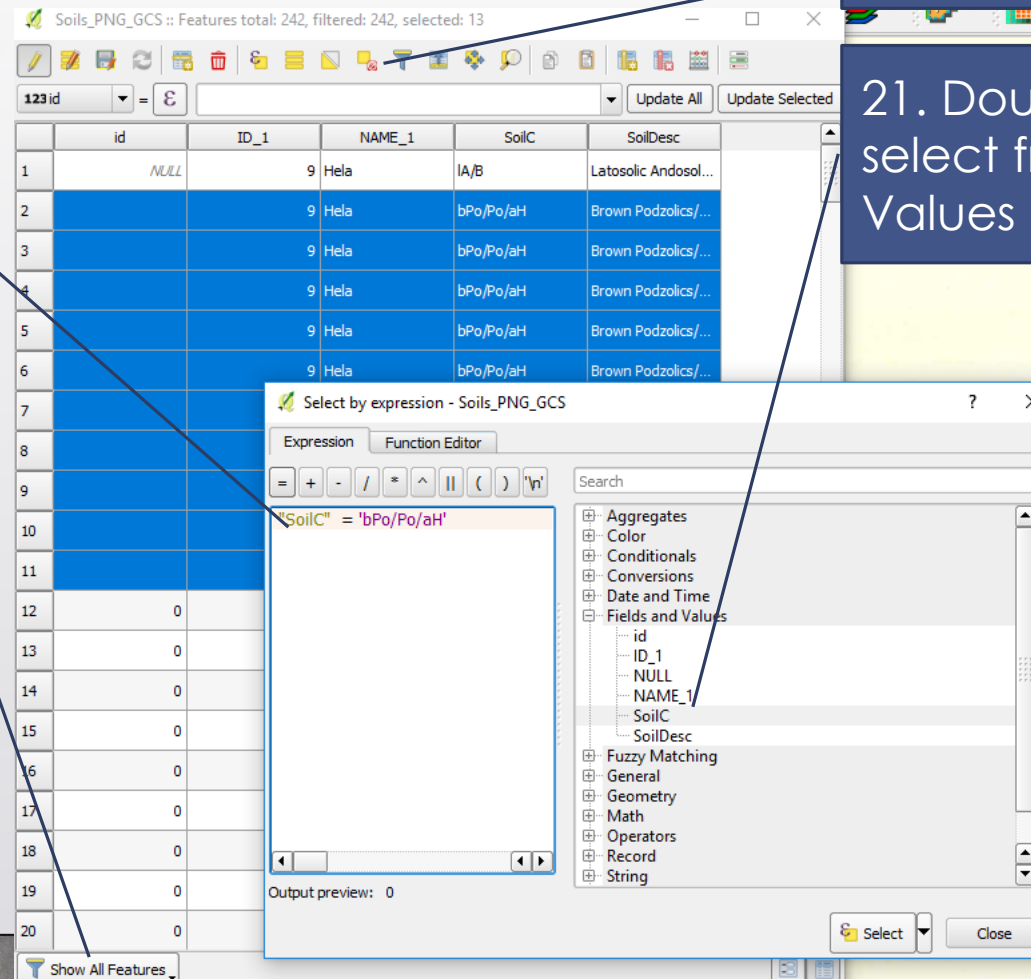 Soils_PNG_GCS :: Features total: 242, filtered: 242, selected: 13
123 id = ε Update All Update Selected
id ID_1 NAME_1 SoilC SoilDesc
1 NULL 9 Hela lA/B Latosolic Andosol...
2 9 Hela bPo/Po/aH Brown Podzolics/...
3 9 Hela bPo/Po/aH Brown Podzolics/...
4 9 Hela bPo/Po/aH Brown Podzolics/...
5 9 Hela bPo/Po/aH Brown Podzolics/...
6 9 Hela bPo/Po/aH Brown Podzolics/...
7
8
9
10
11
12 0
13 0
14 0
15 0
16 0
17 0
18 0
19 0
20 0
Show All Features
21. Dou
select f
Values
Select by expression - Soils_PNG_GCS ?
Expression Function Editor
= + - / * ^ || ( ) '\n'
Search
"SoilC" = 'bPo/Po/aH'
Aggregates
Color
Conditionals
Conversions
Date and Time
Fields and Values
id
ID_1
NULL
NAME_1
SoilC
SoilDesc
Fuzzy Matching
General
Geometry
Math
Operators
Record
String
Output preview: 0
Select Close